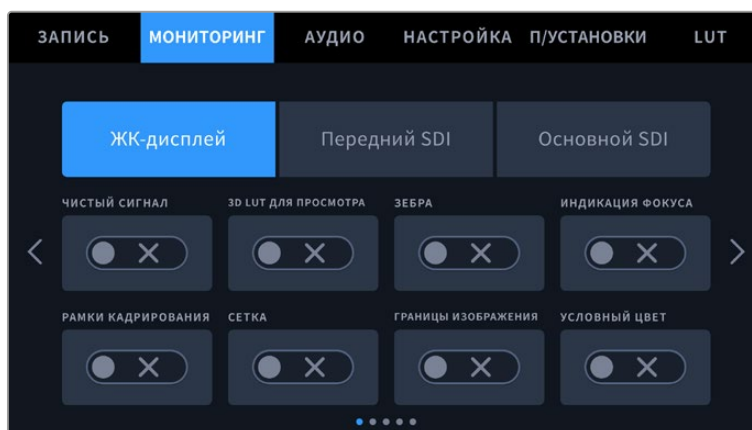 ЗАПИСЬ МОНИТОРИНГ АУДИО НАСТРОЙКА П/УСТАНОВКИ LUT
ЖК-дисплей Передний SDI Основной SDI
ЧИСТЫЙ СИГНАЛ 3D LUT ДЛЯ ПРОСМОТРА ЗЕБРА ИНДИКАЦИЯ ФОКУСА
РАМКИ КАДРИРОВАНИЯ СЕТКА ГРАНИЦЫ ИЗОБРАЖЕНИЯ УСЛОВНЫЙ ЦВЕТ